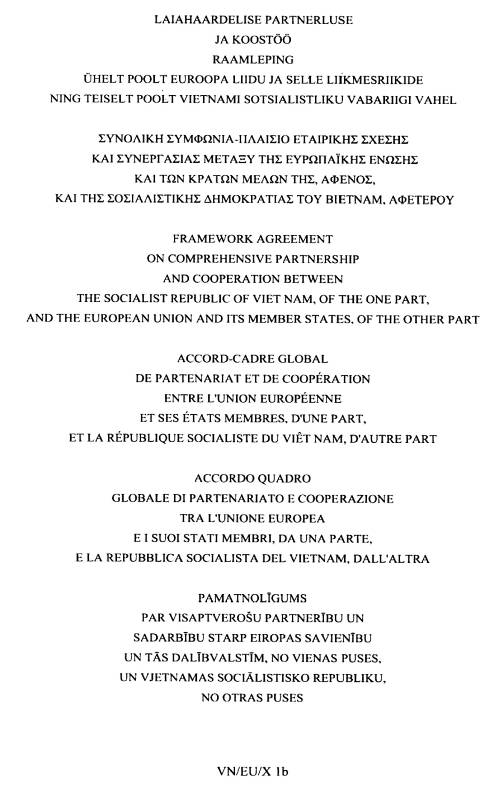 LAIAHAARDELISE PARTNERLUSE
JA KOOSTÖÖ
RAAMLEPING
ÜHELT POOLT EUROOPA LIIDU JA SELLE LIIKMESRIIKIDE
NING TEISELT POOLT VIETNAMI SOTSIALISTLIKU VABARIIGI VAHEL
ΣΥΝΟΛΙΚΗ ΣΥΜΦΩΝΙΑ-ΠΛΑΙΣΙΟ ΕΤΑΙΡΙΚΗΣ ΣΧΕΣΗΣ
ΚΑΙ ΣΥΝΕΡΓΑΣΙΑΣ ΜΕΤΑΞΥ ΤΗΣ ΕΥΡΩΠΑΪΚΗΣ ΕΝΩΣΗΣ
ΚΑΙ ΤΩΝ ΚΡΑΤΩΝ ΜΕΛΩΝ ΤΗΣ, ΑΦΕΝΟΣ,
ΚΑΙ ΤΗΣ ΣΟΣΙΑΛΙΣΤΙΚΗΣ ΔΗΜΟΚΡΑΤΙΑΣ ΤΟΥ ΒΙΕΤΝΑΜ, ΑΦΕΤΕΡΟΥ
FRAMEWORK AGREEMENT
ON COMPREHENSIVE PARTNERSHIP
AND COOPERATION BETWEEN
THE SOCIALIST REPUBLIC OF VIET NAM, OF THE ONE PART,
AND THE EUROPEAN UNION AND ITS MEMBER STATES, OF THE OTHER PART
ACCORD-CADRE GLOBAL
DE PARTENARIAT ET DE COOPÉRATION
ENTRE L'UNION EUROPÉENNE
ET SES ÉTATS MEMBRES, D'UNE PART,
ET LA RÉPUBLIQUE SOCIALISTE DU VIÊT NAM, D'AUTRE PART
ACCORDO QUADRO
GLOBALE DI PARTENARIATO E COOPERAZIONE
TRA L'UNIONE EUROPEA
E I SUOI STATI MEMBRI, DA UNA PARTE,
E LA REPUBBLICA SOCIALISTA DEL VIETNAM, DALL'ALTRA
PAMATNOLĪGUMS
PAR VISAPTVEROŠU PARTNERĪBU UN
SADARBĪBU STARP EIROPAS SAVIENĪBU
UN TĀS DALĪBVALSTĪM, NO VIENAS PUSES,
UN VJETNAMAS SOCIĀLISTISKO REPUBLIKU,
NO OTRAS PUSES
VN/EU/X 1b